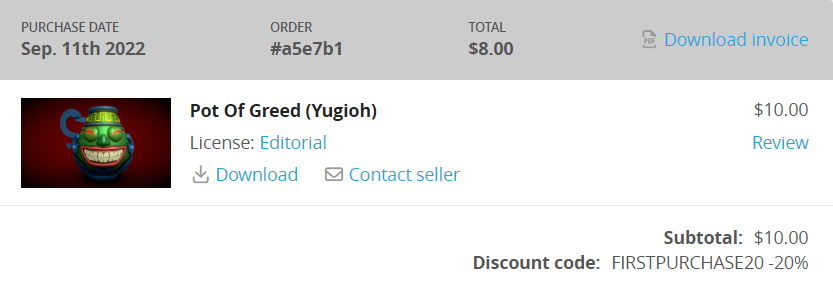 PURCHASE DATE ORDER TOTAL
Sep. 11th 2022 #a5e7b1 $8.00 PDF Download invoice
Pot Of Greed (Yugioh) $10.00
License: Editorial Review
Download Contact seller
Subtotal: $10.00
Discount code: FIRSTPURCHASE20 -20%